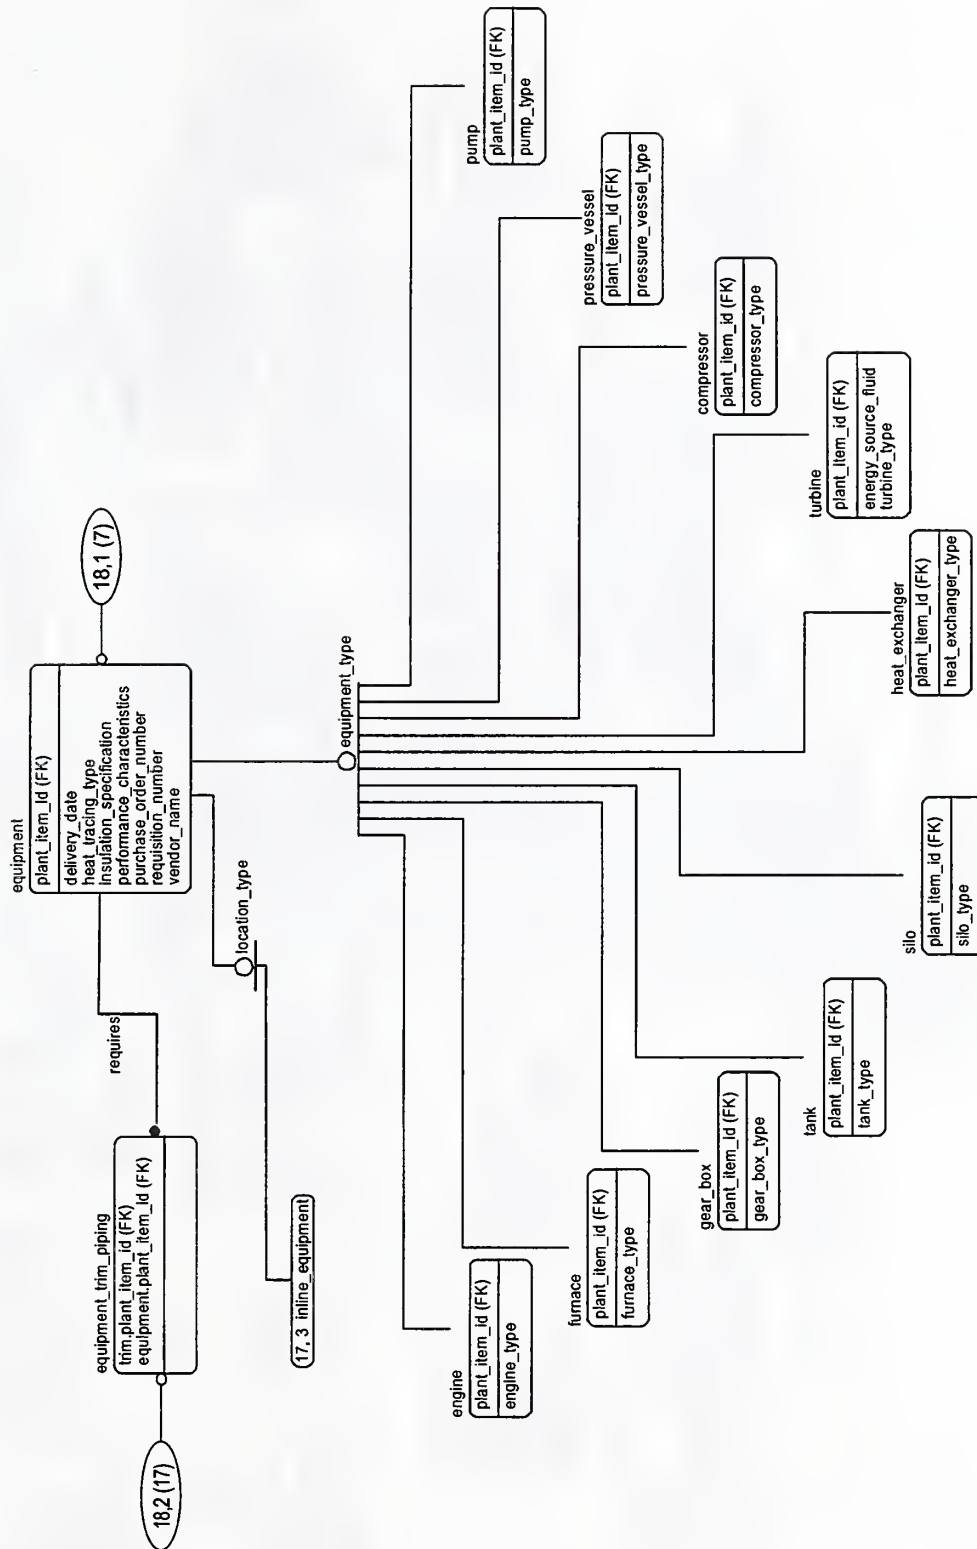 18,2 (17)
equipment_trim_piping
trim.plant_item_id (FK)
equipment.plant_item_id (FK)
requires
equipment
plant_item_id (FK)
delivery_date
heat_tracing_type
insulation_specification
performance_characteristics
purchase_order_number
requisition_number
vendor_name
18,1 (7)
location_type
17, 3 inline_equipment
equipment_type
engine
plant_item_id (FK)
engine_type
furnace
plant_item_id (FK)
furnace_type
gear_box
plant_item_id (FK)
gear_box_type
tank
plant_item_id (FK)
tank_type
silo
plant_item_id (FK)
silo_type
heat_exchanger
plant_item_id (FK)
heat_exchanger_type
turbine
plant_item_id (FK)
energy_source_fluid
turbine_type
compressor
plant_item_id (FK)
compressor_type
pressure_vessel
plant_item_id (FK)
pressure_vessel_type
pump
plant_item_id (FK)
pump_type